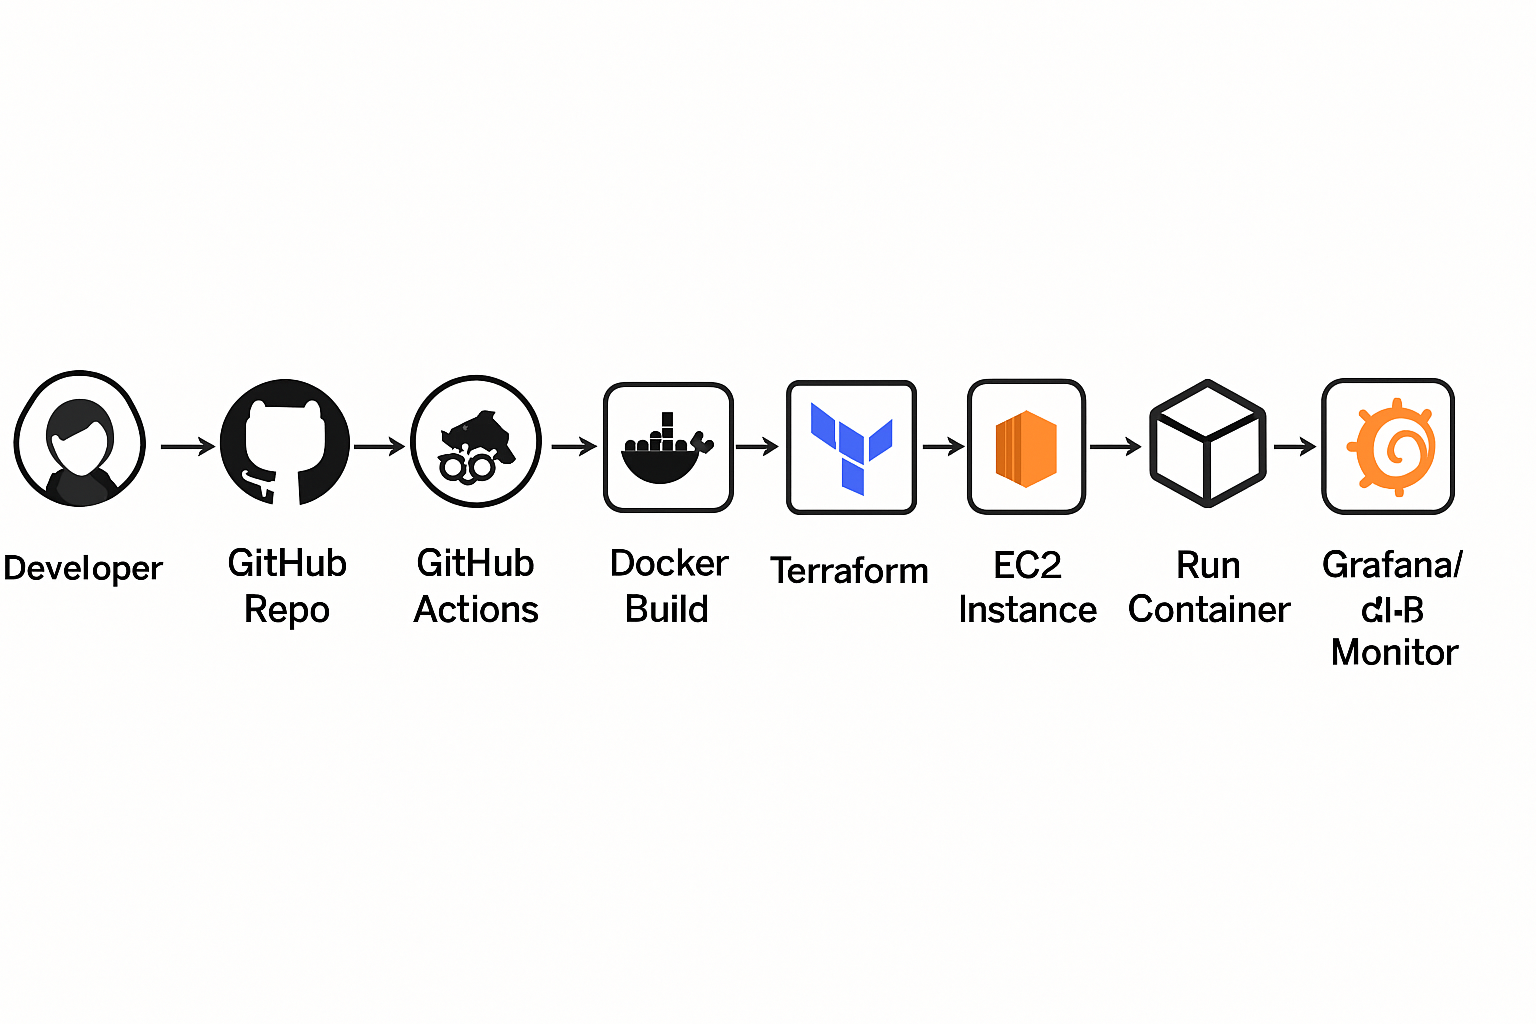 Developer
GitHub
Repo
GitHub
Actions
Docker
Build
Terraform
EC2
Instance
Run
Container
Grafana/
Monitor